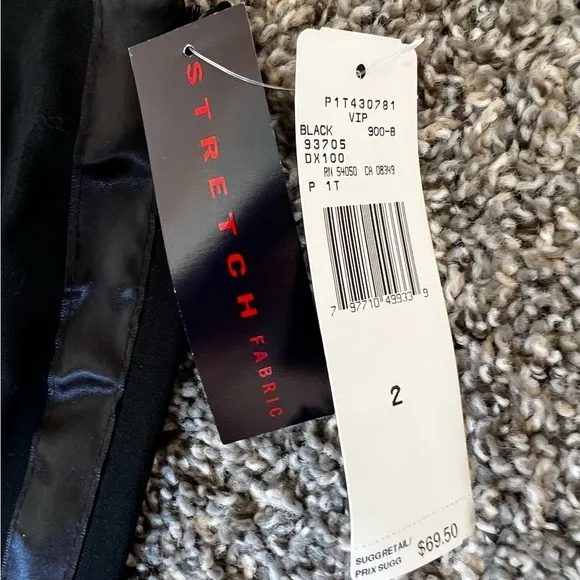 STRETCH FABRIC
P1T430781
VIP
BLACK 900-B
93705
DX100
RN 54050 CA 08349
P 1T
7 97710 49933 9
2
SUGG RETAIL/
PRIX SUGG $69.50